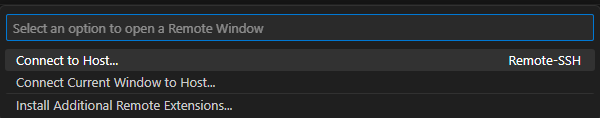 Select an option to open a Remote Window
Connect to Host... Remote-SSH
Connect Current Window to Host...
Install Additional Remote Extensions...